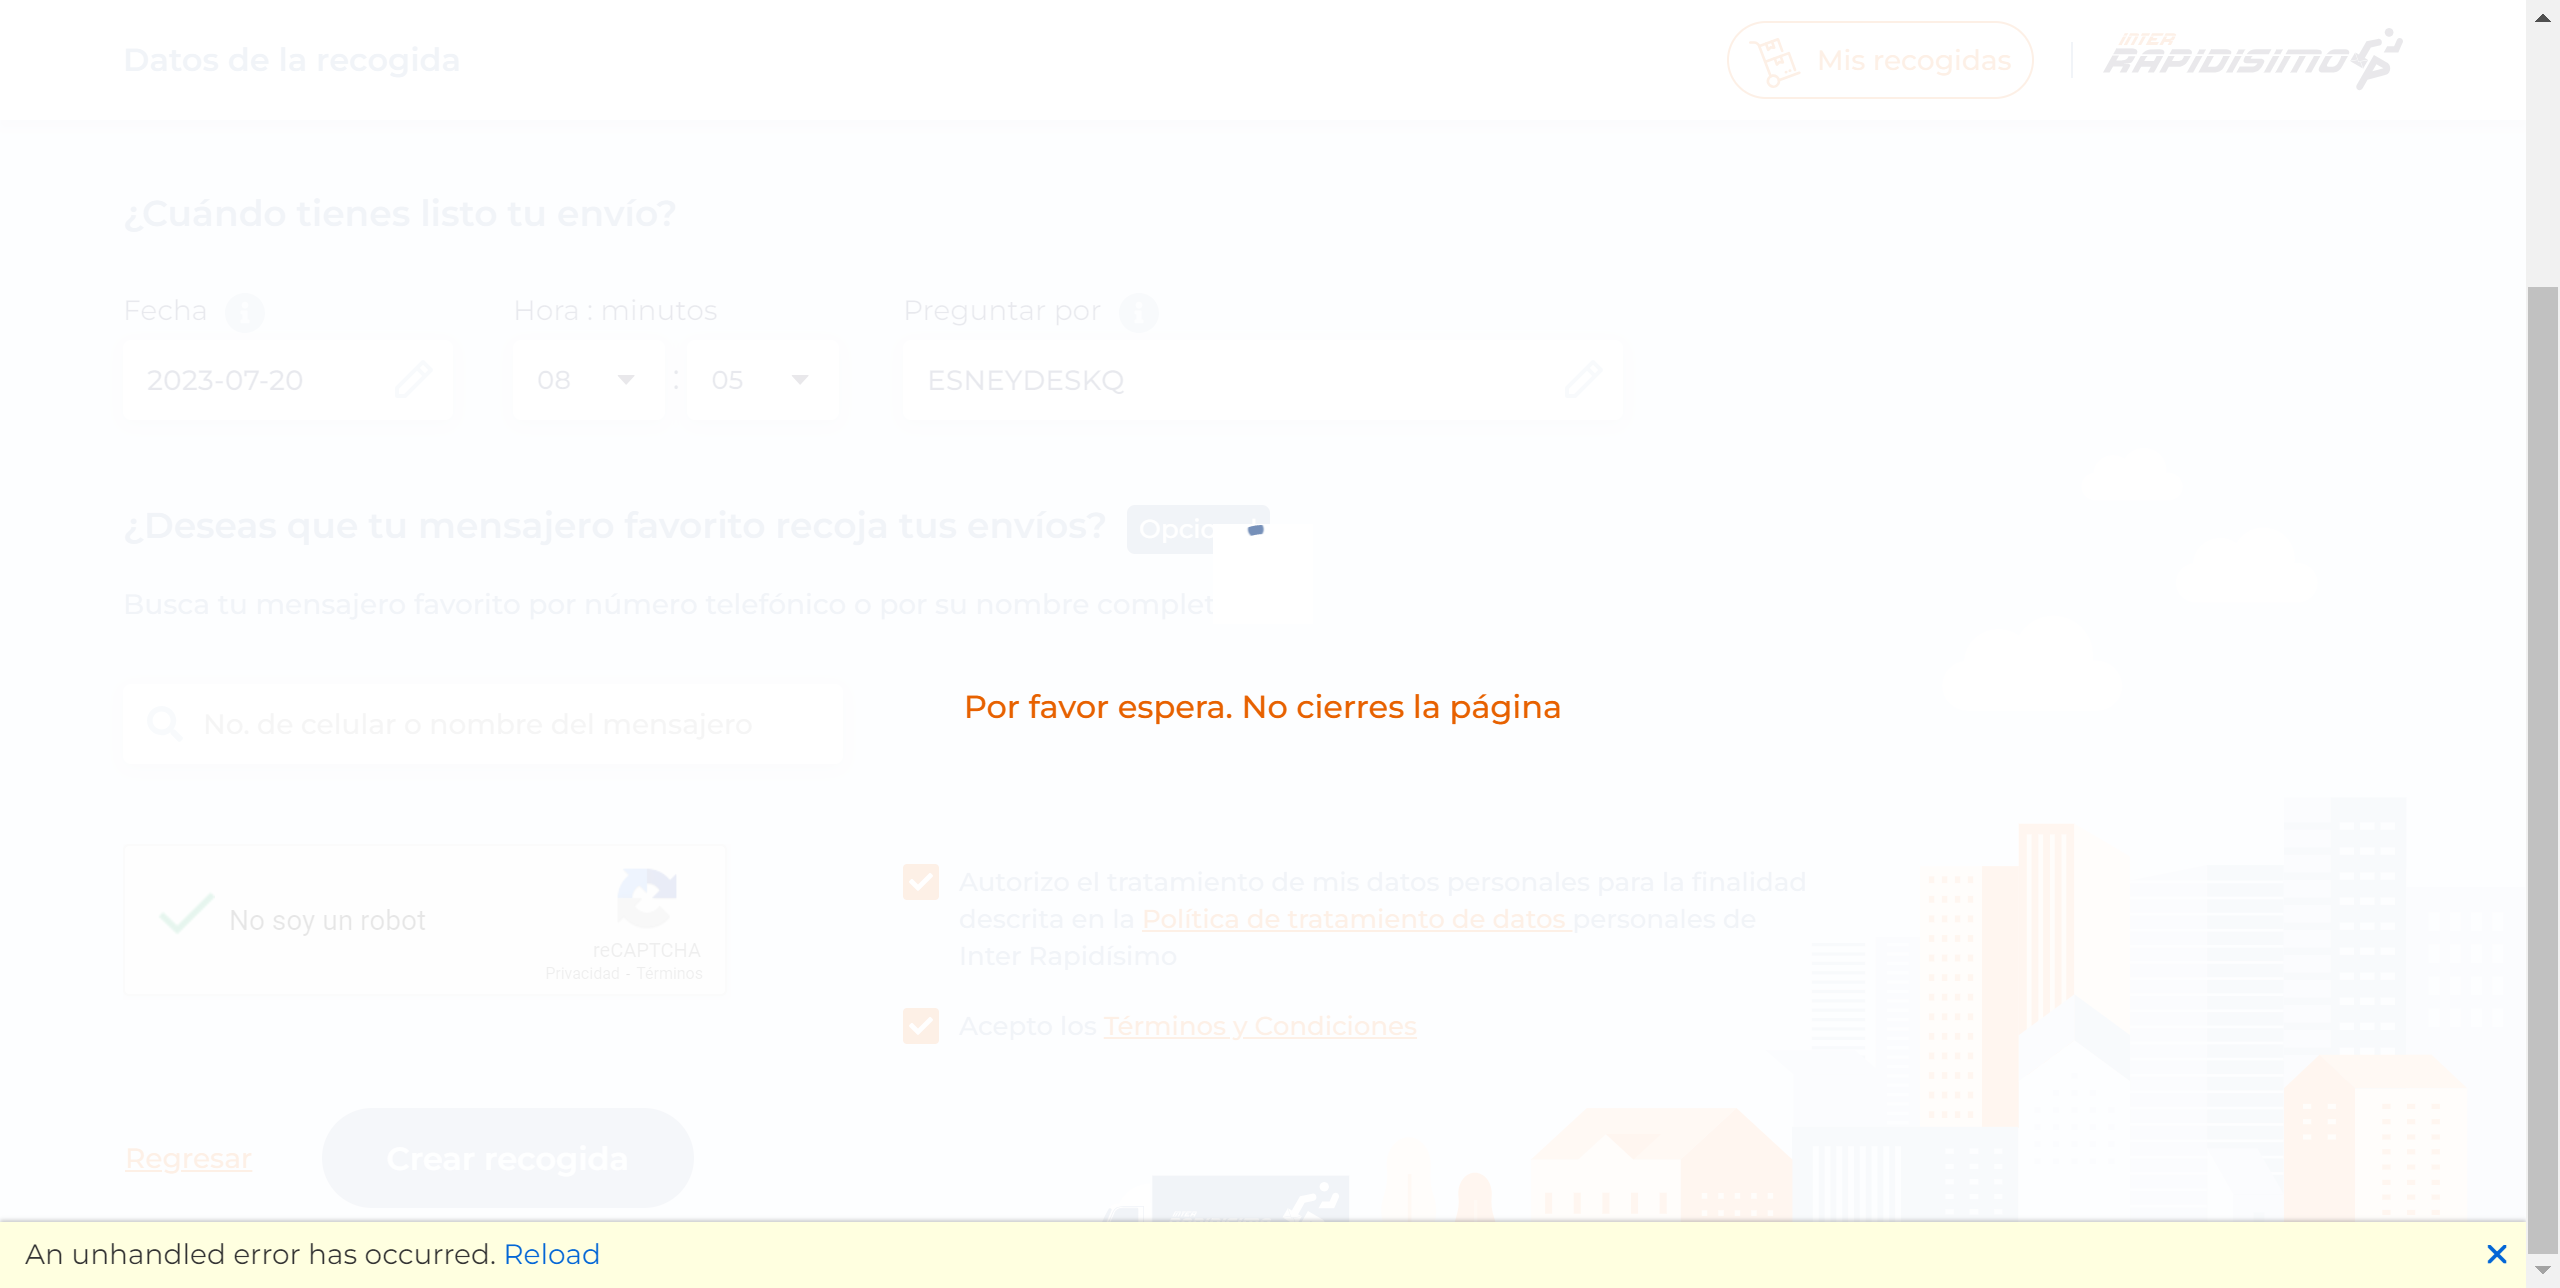 Datos de la recogida
Mis recogidas
INTER
RAPIDISIMO
¿Cuándo tienes listo tu envío?
Fecha
Hora : minutos
Preguntar por
2023-07-20
08 : 05
ESNEYDESKQ
¿Deseas que tu mensajero favorito recoja tus envíos?
Busca tu mensajero favorito por número telefónico o por su nombre
Por favor espera. No cierres la página
No. de celular o nombre del mensajero
No soy un robot
reCAPTCHA
Privacidad - Términos
Autorizo el tratamiento de mis datos personales para la finalidad
descrita en la Política de tratamiento de datos personales de
Inter Rapidísimo
Acepto los Términos y Condiciones
Regresar
Crear recogida
An unhandled error has occurred. Reload